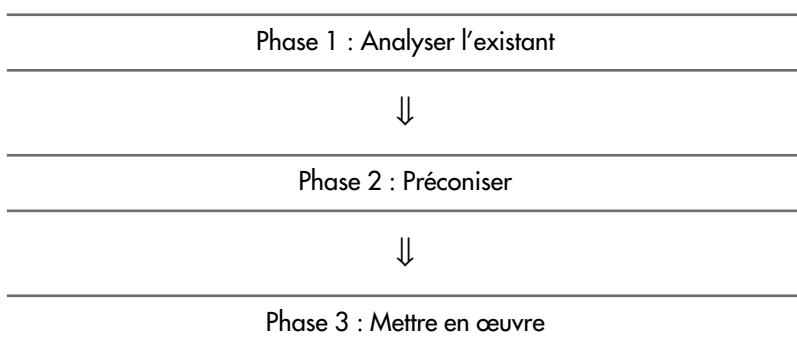 Phase 1 : Analyser l’existant
⇓
Phase 2 : Préconiser
⇓
Phase 3 : Mettre en œuvre